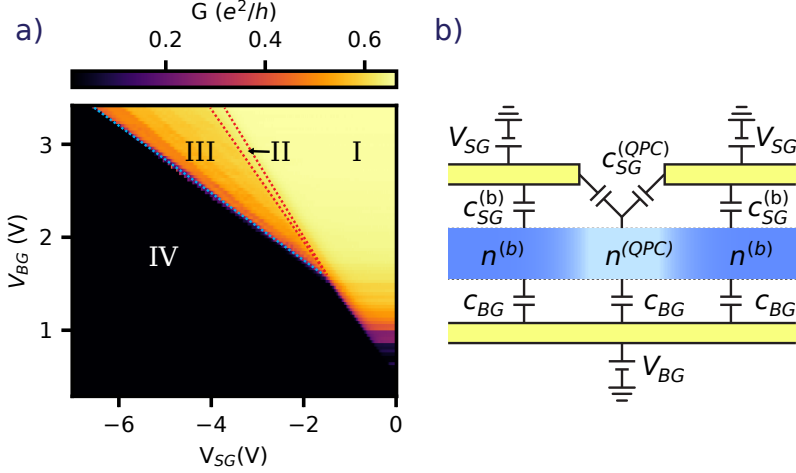 a)
G (e²/h)
0.2 0.4 0.6
III II I
IV
V_BG (V)
3
2
1
−6 −4 −2 0
V_SG(V)
b)
V_SG c_SG^(QPC) V_SG
c_SG^(b) c_SG^(b)
n^(b) n^(QPC) n^(b)
c_BG c_BG c_BG
V_BG